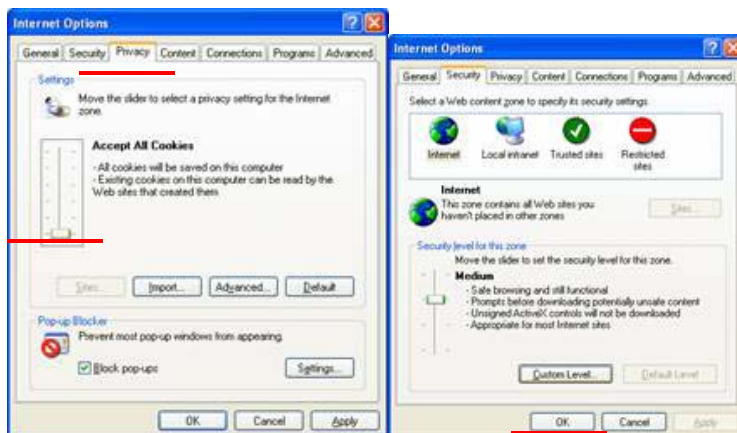 Internet Options
General Security Privacy Content Connections Programs Advanced
Settings
Move the slider to select a privacy setting for the Internet
zone.
Accept All Cookies
- All cookies will be saved on this computer
- Existing cookies on this computer can be read by the
Web sites that created them
Sites... Import... Advanced... Default
Pop-up Blocker
Prevent most pop-up windows from appearing.
Block pop-ups
Settings...
OK Cancel Apply
Internet Options
General Security Privacy Content Connections Programs Advanced
Select a Web content zone to specify its security settings.
Internet Local intranet Trusted sites Restricted
sites
Internet
This zone contains all Web sites you
haven't placed in other zones
Sites...
Security level for this zone
Move the slider to set the security level for this zone.
Medium
- Safe browsing and still functional
- Prompts before downloading potentially unsafe content
- Unsigned ActiveX controls will not be downloaded
- Appropriate for most Internet sites
Custom Level... Default Level
OK Cancel Apply